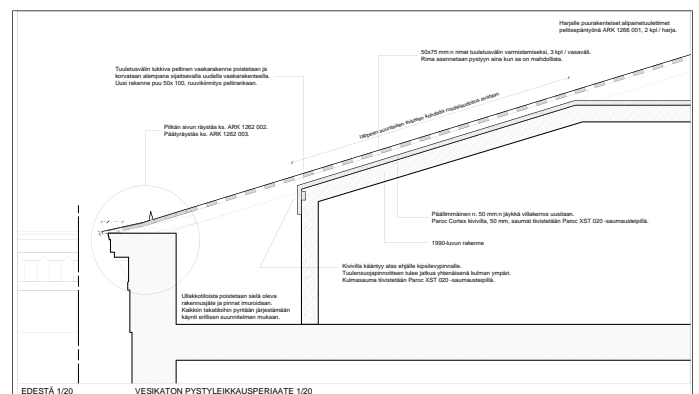 Harjalle puurakenteiset alipainetuulettimet
peltisepäntyönä ARK 1266 001, 2 kpl / harja.
50x75 mm:n rimat tuuletusvälin varmistamiseksi, 3 kpl / vasaväli.
Rima asennetaan pystyyn aina kun se on mahdollista.
Tuuletusvälin tukkiva peltinen vaakarakenne poistetaan ja
korvataan alempana sijaitsevalla uudella vaakarakenteella.
Uusi rakenne puu 50x 100, ruuvikiinnitys peltirankaan.
lappeen suuntaisen tiivistyn kohdalla
Pitkän sivun räystäs ks. ARK 1262 002.
Päätyräystäs ks. ARK 1262 003.
Päällimmäinen n. 50 mm:n jäykkä villakerros uusitaan.
Paroc Cortex kivivilla, 50 mm, saumat tiivistetään Paroc XST 020 -saumausteipillä.
1990-luvun rakenne
Kivivilla kääntyy alas ehjälle kipsilevypinnalle.
Tuulensuojapinnoitteen tulee jatkua yhtenäisenä kulman ympäri.
Kulmasauma tiivistetään Paroc XST 020 -saumausteipillä.
Ullakkotiloista poistetaan sielä oleva
rakennusjäte ja pinnat imuroidaan.
Kaikkiin takatiloihin pyritään järjestämään
käynti erillisen suunnitelman mukaan.
EDESTÄ 1/20
VESIKATON PYSTYLEIKKAUSPERIAATE 1/20